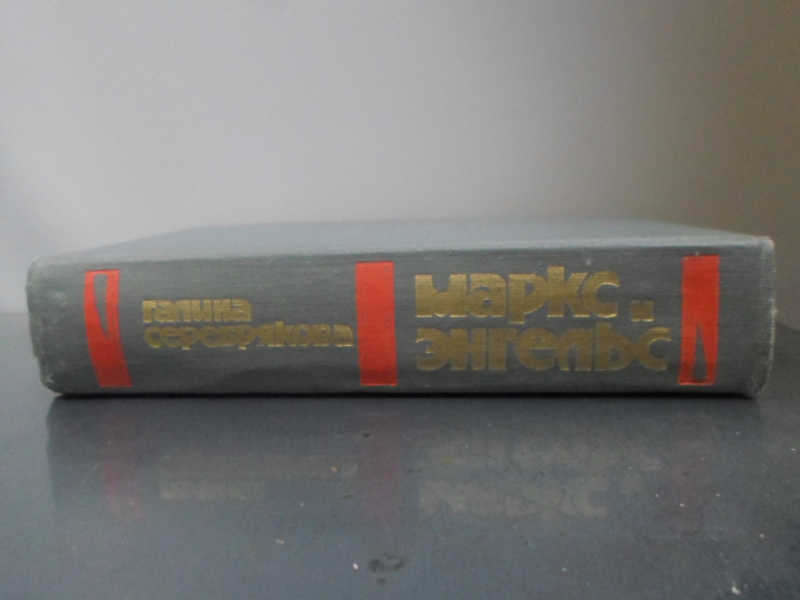 галина
серебрякова
маркс и
энгельс